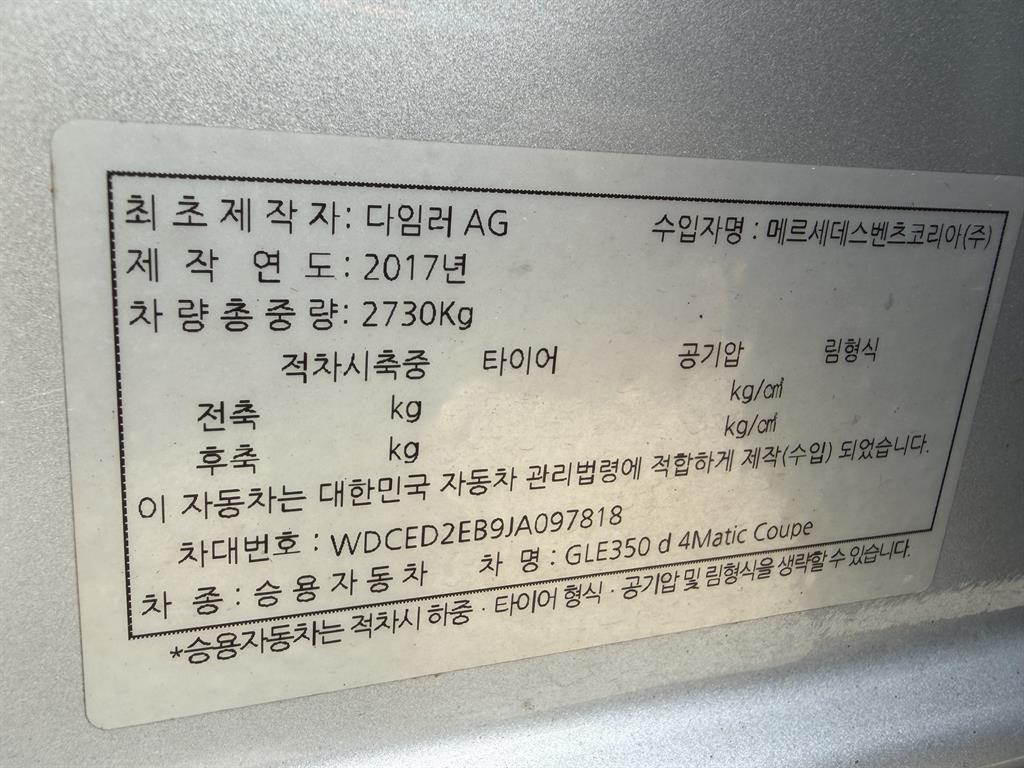 최 초 제 작 자 : 다임러 AG 수입자명 : 메르세데스벤츠코리아(주)
제 작 연 도 : 2017년
차 량 총 중 량 : 2730Kg
적차시축중 타이어 공기압 림형식
전축 kg kg/㎠
후축 kg kg/㎠
이 자동차는 대한민국 자동차 관리법령에 적합하게 제작(수입) 되었습니다.
차대번호 : WDCED2EB9JA097818
차 종 : 승용자동차 차 명 : GLE350 d 4Matic Coupe
*승용자동차는 적차시 하중 · 타이어 형식 · 공기압 및 림형식을 생략할 수 있습니다.